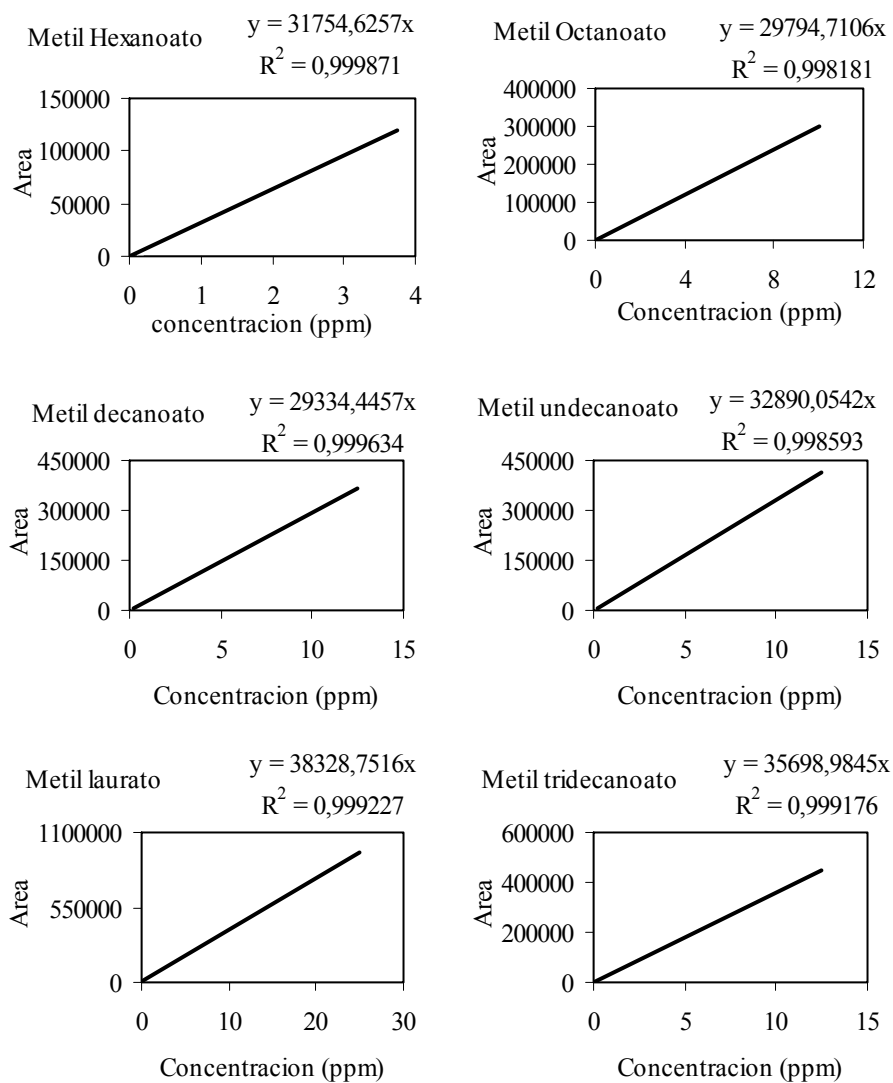 Metil Hexanoato
y = 31754,6257x
R² = 0,999871
150000
100000
50000
0
Area
0 1 2 3 4
concentracion (ppm)
Metil Octanoato
y = 29794,7106x
R² = 0,998181
400000
300000
200000
100000
0
Area
0 4 8 12
Concentracion (ppm)
Metil decanoato
y = 29334,4457x
R² = 0,999634
450000
300000
150000
0
Area
0 5 10 15
Concentracion (ppm)
Metil undecanoato
y = 32890,0542x
R² = 0,998593
450000
300000
150000
0
Area
0 5 10 15
Concentracion (ppm)
Metil laurato
y = 38328,7516x
R² = 0,999227
1100000
550000
0
Area
0 10 20 30
Concentracion (ppm)
Metil tridecanoato
y = 35698,9845x
R² = 0,999176
600000
400000
200000
0
Area
0 5 10 15
Concentracion (ppm)